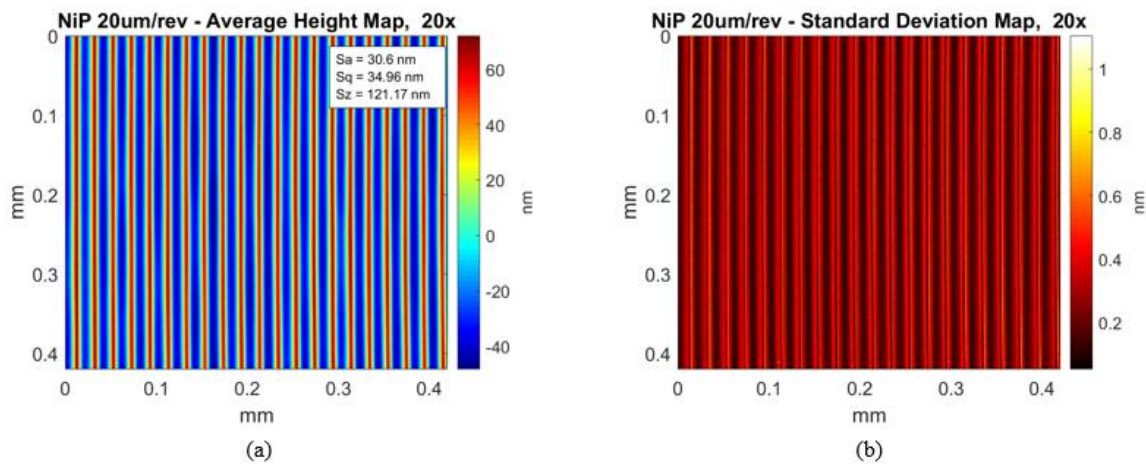 NiP 20um/rev - Average Height Map, 20x
0
0.1
0.2
0.3
0.4
mm
0
0.1
0.2
0.3
0.4
mm
Sa = 30.6 nm
Sq = 34.96 nm
Sz = 121.17 nm
60
40
20
0
-20
-40
nm
(a)
NiP 20um/rev - Standard Deviation Map, 20x
0
0.1
0.2
0.3
0.4
mm
0
0.1
0.2
0.3
0.4
mm
1
0.8
0.6
0.4
0.2
nm
(b)